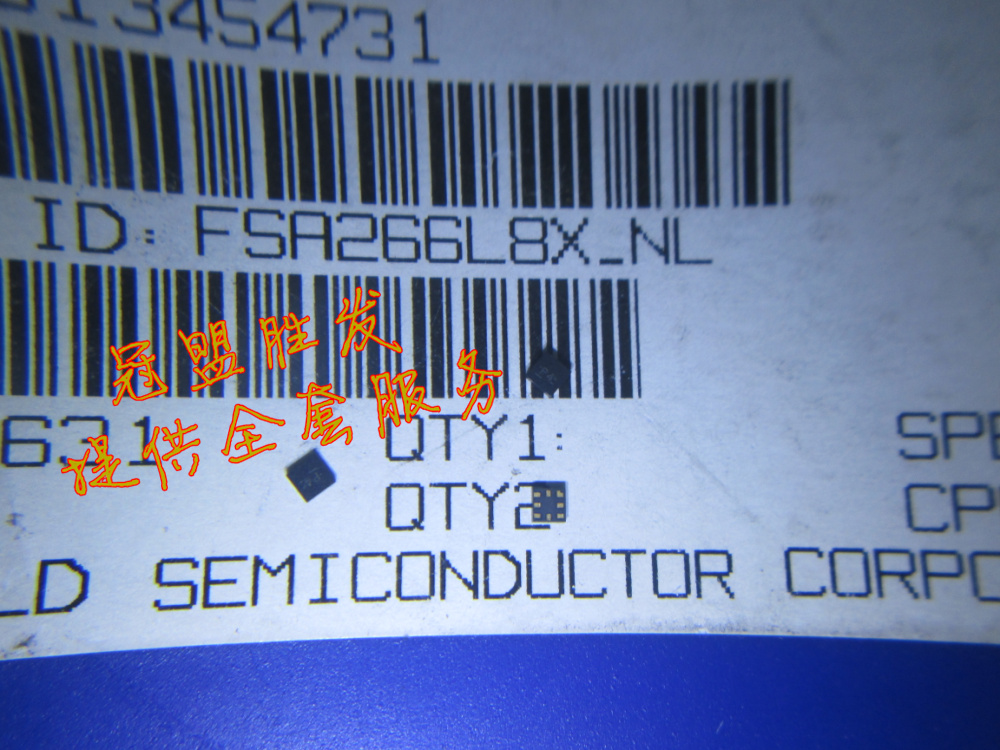 13454731
ID: FSA266L8X_NL
冠盟胜发
提供全套服务
631 QTY1: SPE
QTY2 CP
LD SEMICONDUCTOR CORPO